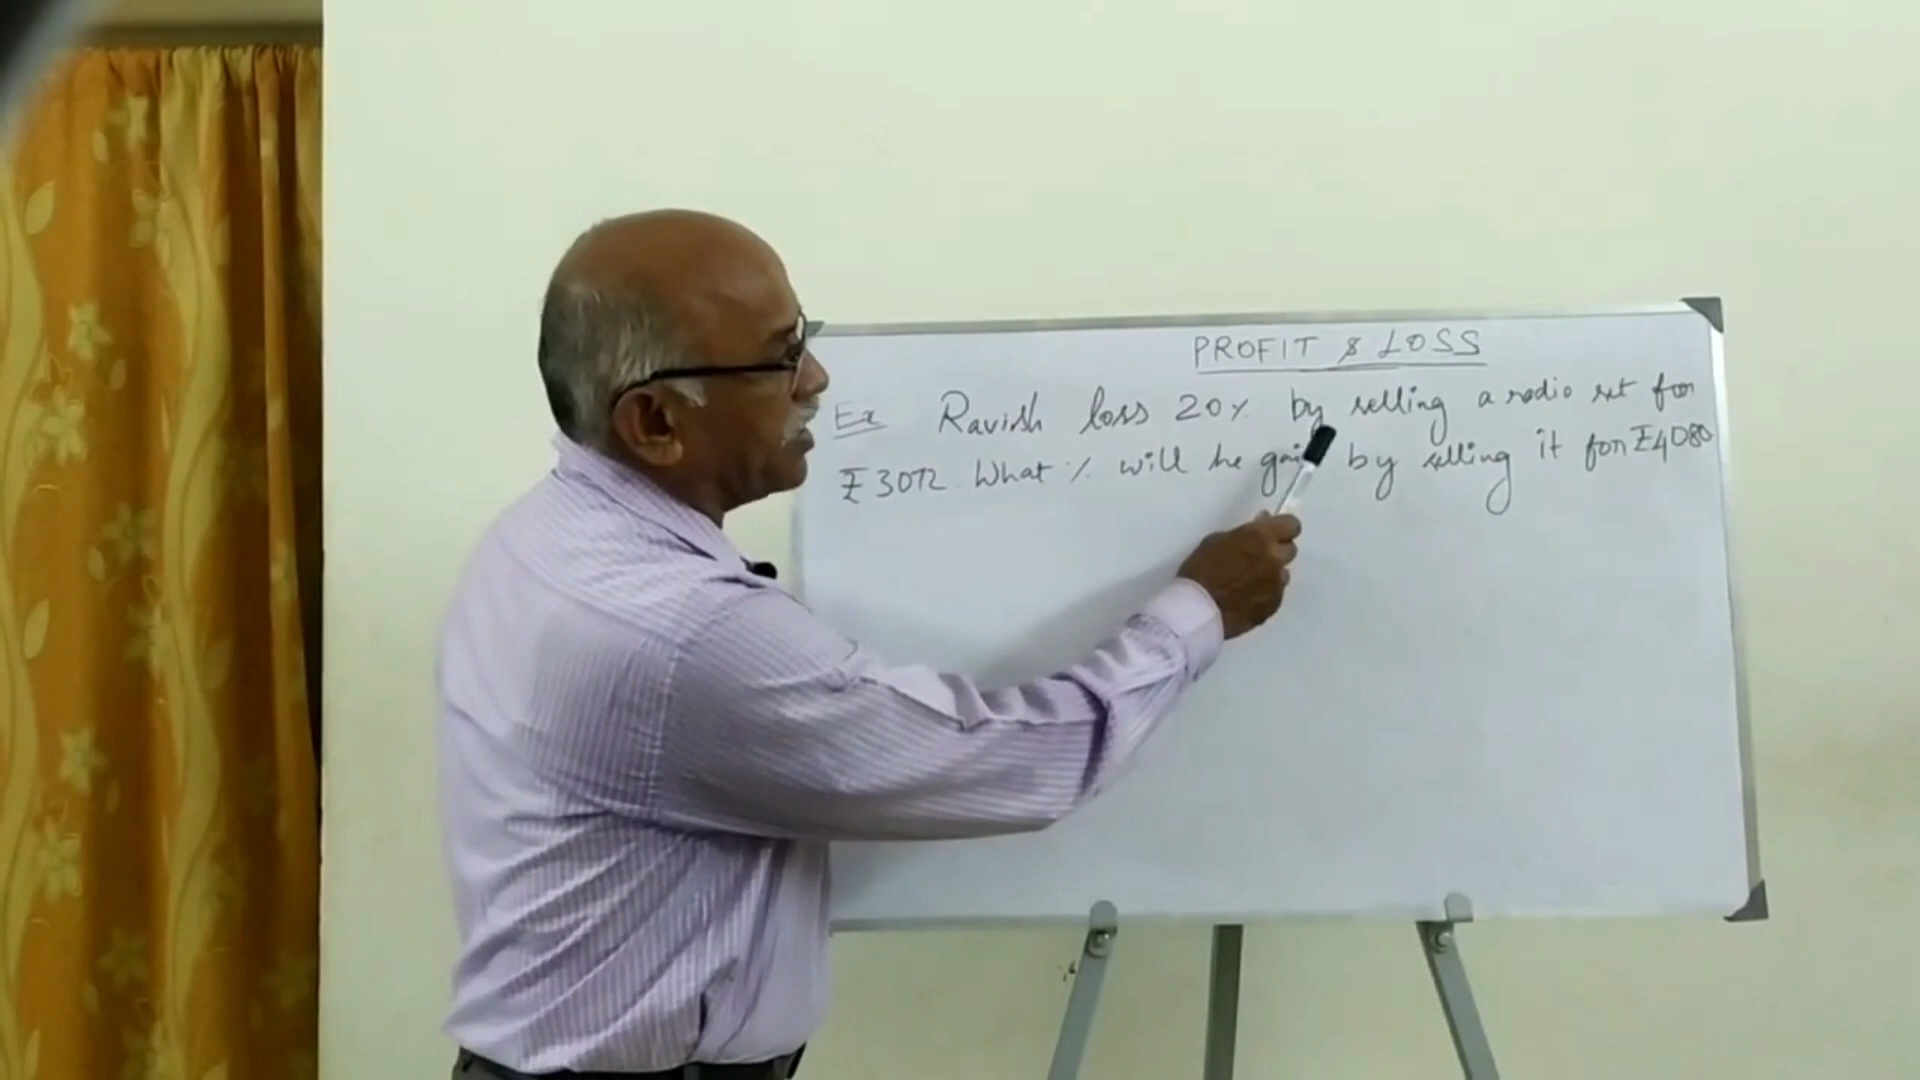 PROFIT & LOSS
Ex Ravish loss 20% by selling a radio set for
₹3072. What % will he gain by selling it for ₹4080